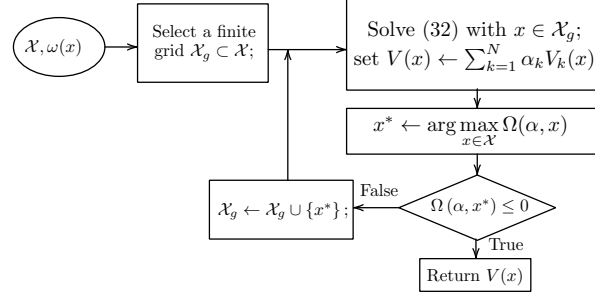 𝒳, ω(x)
Select a finite
grid 𝒳_g ⊂ 𝒳;
Solve (32) with x ∈ 𝒳_g;
set V(x) ← ∑_{k=1}^{N} α_k V_k(x)
x* ← arg max_{x∈𝒳} Ω(α, x)
Ω (α, x*) ≤ 0
False
𝒳_g ← 𝒳_g ∪ {x*} ;
True
Return V(x)